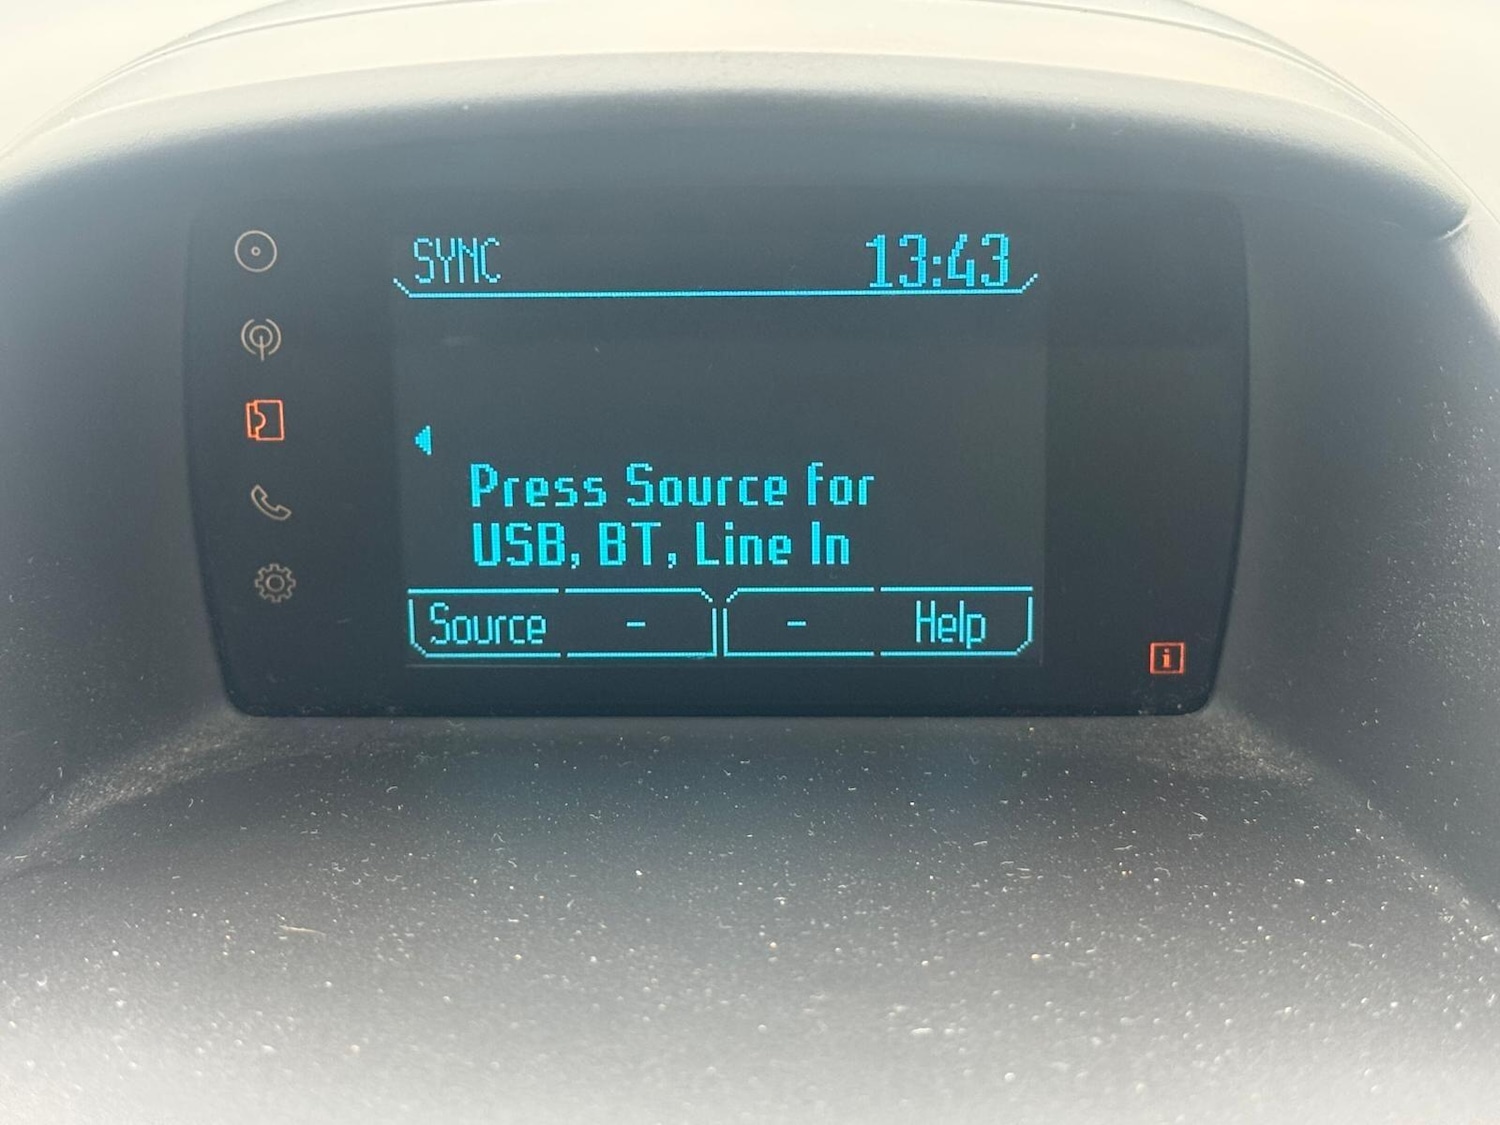 SYNC 13:43
Press Source for
USB, BT, Line In
Source - - Help
i